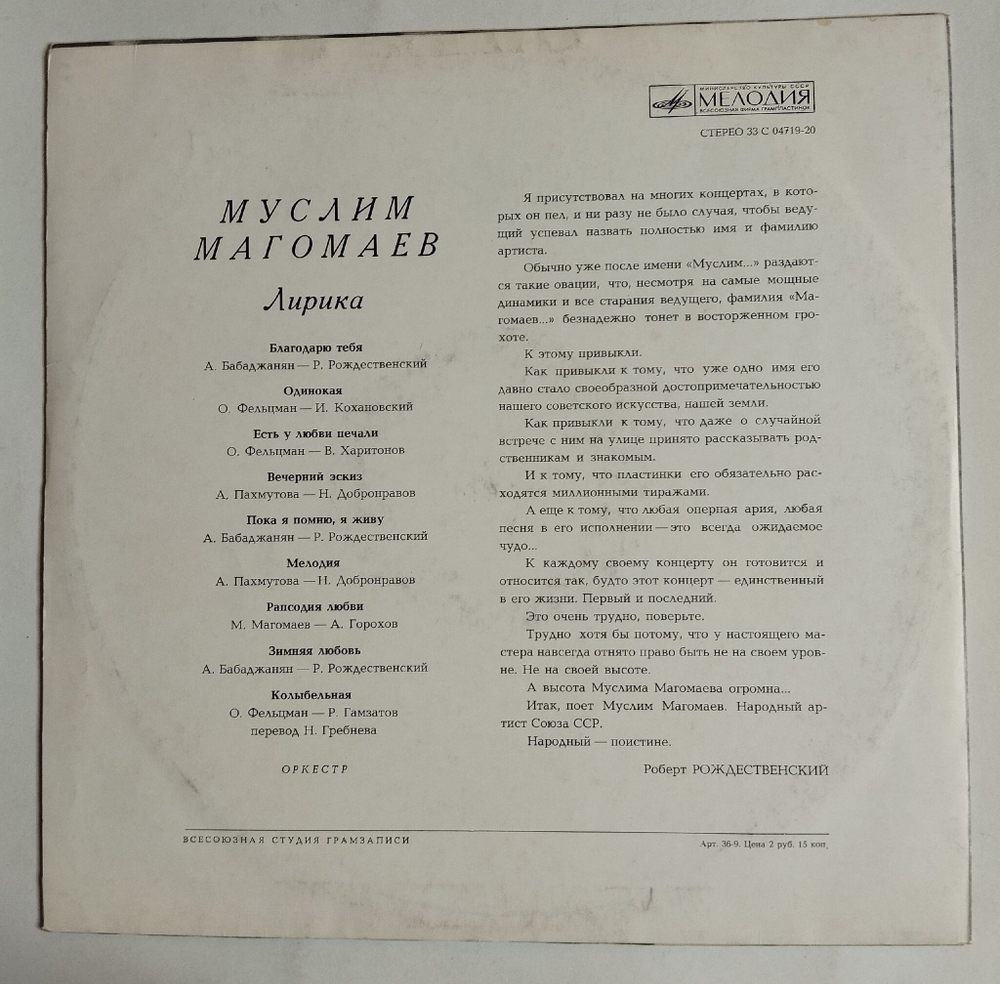 МИНИСТЕРСТВО КУЛЬТУРЫ СССР
МЕЛОДИЯ
ВСЕСОЮЗНАЯ ФИРМА ГРАМПЛАСТИНОК
СТЕРЕО 33 С 04719-20
МУСЛИМ
МАГОМАЕВ
Лирика
Благодарю тебя
А. Бабаджанян — Р. Рождественский
Одинокая
О. Фельцман — И. Кохановский
Есть у любви печали
О. Фельцман — В. Харитонов
Вечерний эскиз
А. Пахмутова — Н. Добронравов
Пока я помню, я живу
А. Бабаджанян — Р. Рождественский
Мелодия
А. Пахмутова — Н. Добронравов
Рапсодия любви
М. Магомаев — А. Горохов
Зимняя любовь
А. Бабаджанян — Р. Рождественский
Колыбельная
О. Фельцман — Р. Гамзатов
перевод Н. Гребнева
ОРКЕСТР
Я присутствовал на многих концертах, в кото-
рых он пел, и ни разу не было случая, чтобы веду-
щий успевал назвать полностью имя и фамилию
артиста.
Обычно уже после имени «Муслим...» раздают-
ся такие овации, что, несмотря на самые мощные
динамики и все старания ведущего, фамилия «Ма-
гомаев...» безнадежно тонет в восторженном гро-
хоте.
К этому привыкли.
Как привыкли к тому, что уже одно имя его
давно стало своеобразной достопримечательностью
нашего советского искусства, нашей земли.
Как привыкли к тому, что даже о случайной
встрече с ним на улице принято рассказывать род-
ственникам и знакомым.
И к тому, что пластинки его обязательно рас-
ходятся миллионными тиражами.
А еще к тому, что любая оперная ария, любая
песня в его исполнении — это всегда ожидаемое
чудо...
К каждому своему концерту он готовится и
относится так, будто этот концерт — единственный
в его жизни. Первый и последний.
Это очень трудно, поверьте.
Трудно хотя бы потому, что у настоящего ма-
стера навсегда отнято право быть не на своем уров-
не. Не на своей высоте.
А высота Муслима Магомаева огромна...
Итак, поет Муслим Магомаев. Народный ар-
тист Союза ССР.
Народный — поистине.
Роберт РОЖДЕСТВЕНСКИЙ
ВСЕСОЮЗНАЯ СТУДИЯ ГРАМЗАПИСИ
Арт. 36-9. Цена 2 руб. 15 коп.